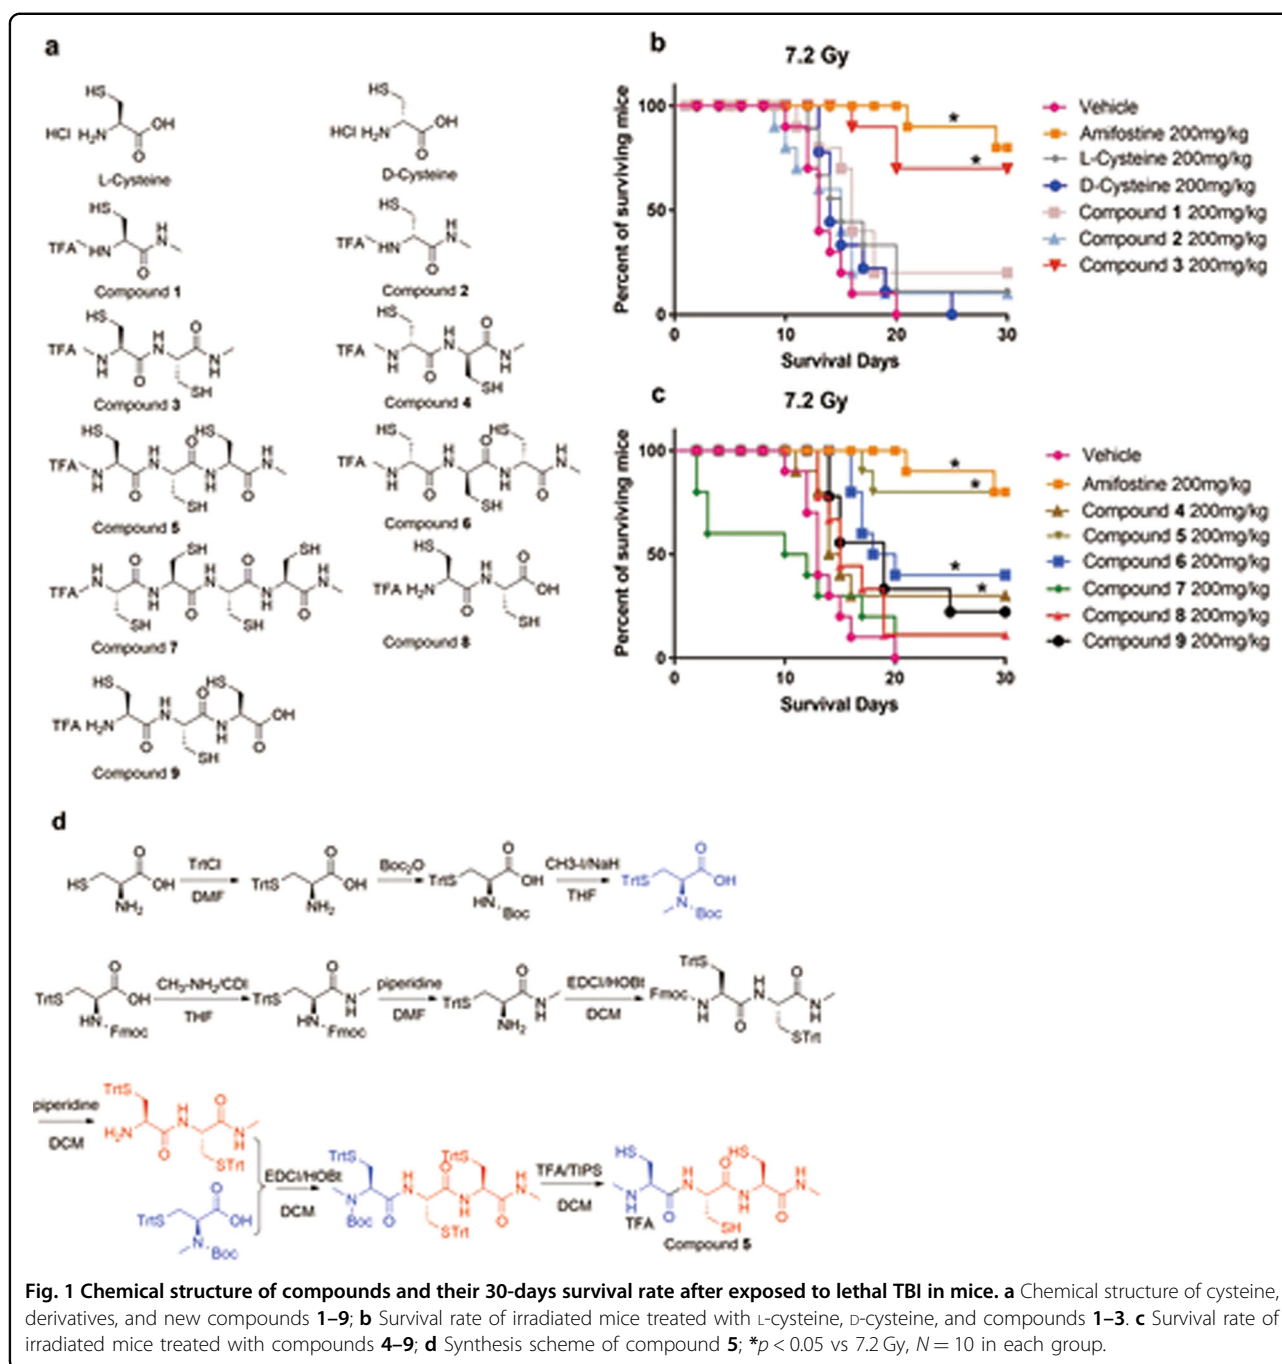 a
HS
HCl H₂N
OH
O
L-Cysteine
HS
HCl H₂N
OH
O
D-Cysteine
HS
TFA
HN
H
N
O
Compound 1
HS
TFA
HN
H
N
O
Compound 2
HS
TFA
N
H
H
N
O
O
N
H
SH
Compound 3
HS
TFA
N
H
H
N
O
O
N
H
SH
Compound 4
HS
TFA
N
H
H
N
O
O
HS
N
H
H
N
O
SH
Compound 5
HS
TFA
N
H
H
N
O
O
HS
N
H
H
N
O
SH
Compound 6
TFA
H
N
O
SH
N
H
SH
O
H
N
O
SH
N
H
SH
O
H
N
Compound 7
HS
TFA H₂N
H
N
O
O
OH
SH
Compound 8
HS
TFA H₂N
H
N
O
O
HS
N
H
OH
O
SH
Compound 9
b
7.2 Gy
Percent of surviving mice
100
50
0
0 10 20 30
Survival Days
*
*
Vehicle
Amifostine 200mg/kg
L-Cysteine 200mg/kg
D-Cysteine 200mg/kg
Compound 1 200mg/kg
Compound 2 200mg/kg
Compound 3 200mg/kg
c
7.2 Gy
Percent of surviving mice
100
50
0
0 10 20 30
Survival Days
*
*
*
*
Vehicle
Amifostine 200mg/kg
Compound 4 200mg/kg
Compound 5 200mg/kg
Compound 6 200mg/kg
Compound 7 200mg/kg
Compound 8 200mg/kg
Compound 9 200mg/kg
d
HS
O
OH
NH₂
TrtCl
DMF
TrtS
O
OH
NH₂
Boc₂O
TrtS
O
OH
HN
Boc
CH3-I/NaH
THF
TrtS
O
OH
N
Boc
TrtS
O
OH
HN
Fmoc
CH₃-NH₂/CDI
THF
TrtS
O
N
H
HN
Fmoc
piperidine
DMF
TrtS
O
N
H
NH₂
EDCI/HOBt
DCM
TrtS
Fmoc
N
H
O
H
N
O
N
H
STrt
piperidine
DCM
TrtS
H₂N
O
H
N
O
N
H
STrt
TrtS
O
OH
N
Boc
EDCI/HOBt
DCM
TrtS
N
Boc
O
H
N
O
TrtS
N
H
STrt
O
H
N
TFA/TIPS
DCM
HS
N
H
TFA
O
H
N
O
HS
N
H
SH
O
H
N
Compound 5
Fig. 1 Chemical structure of compounds and their 30-days survival rate after exposed to lethal TBI in mice. a Chemical structure of cysteine,
derivatives, and new compounds 1–9; b Survival rate of irradiated mice treated with L-cysteine, D-cysteine, and compounds 1–3. c Survival rate of
irradiated mice treated with compounds 4–9; d Synthesis scheme of compound 5; *p < 0.05 vs 7.2 Gy, N = 10 in each group.